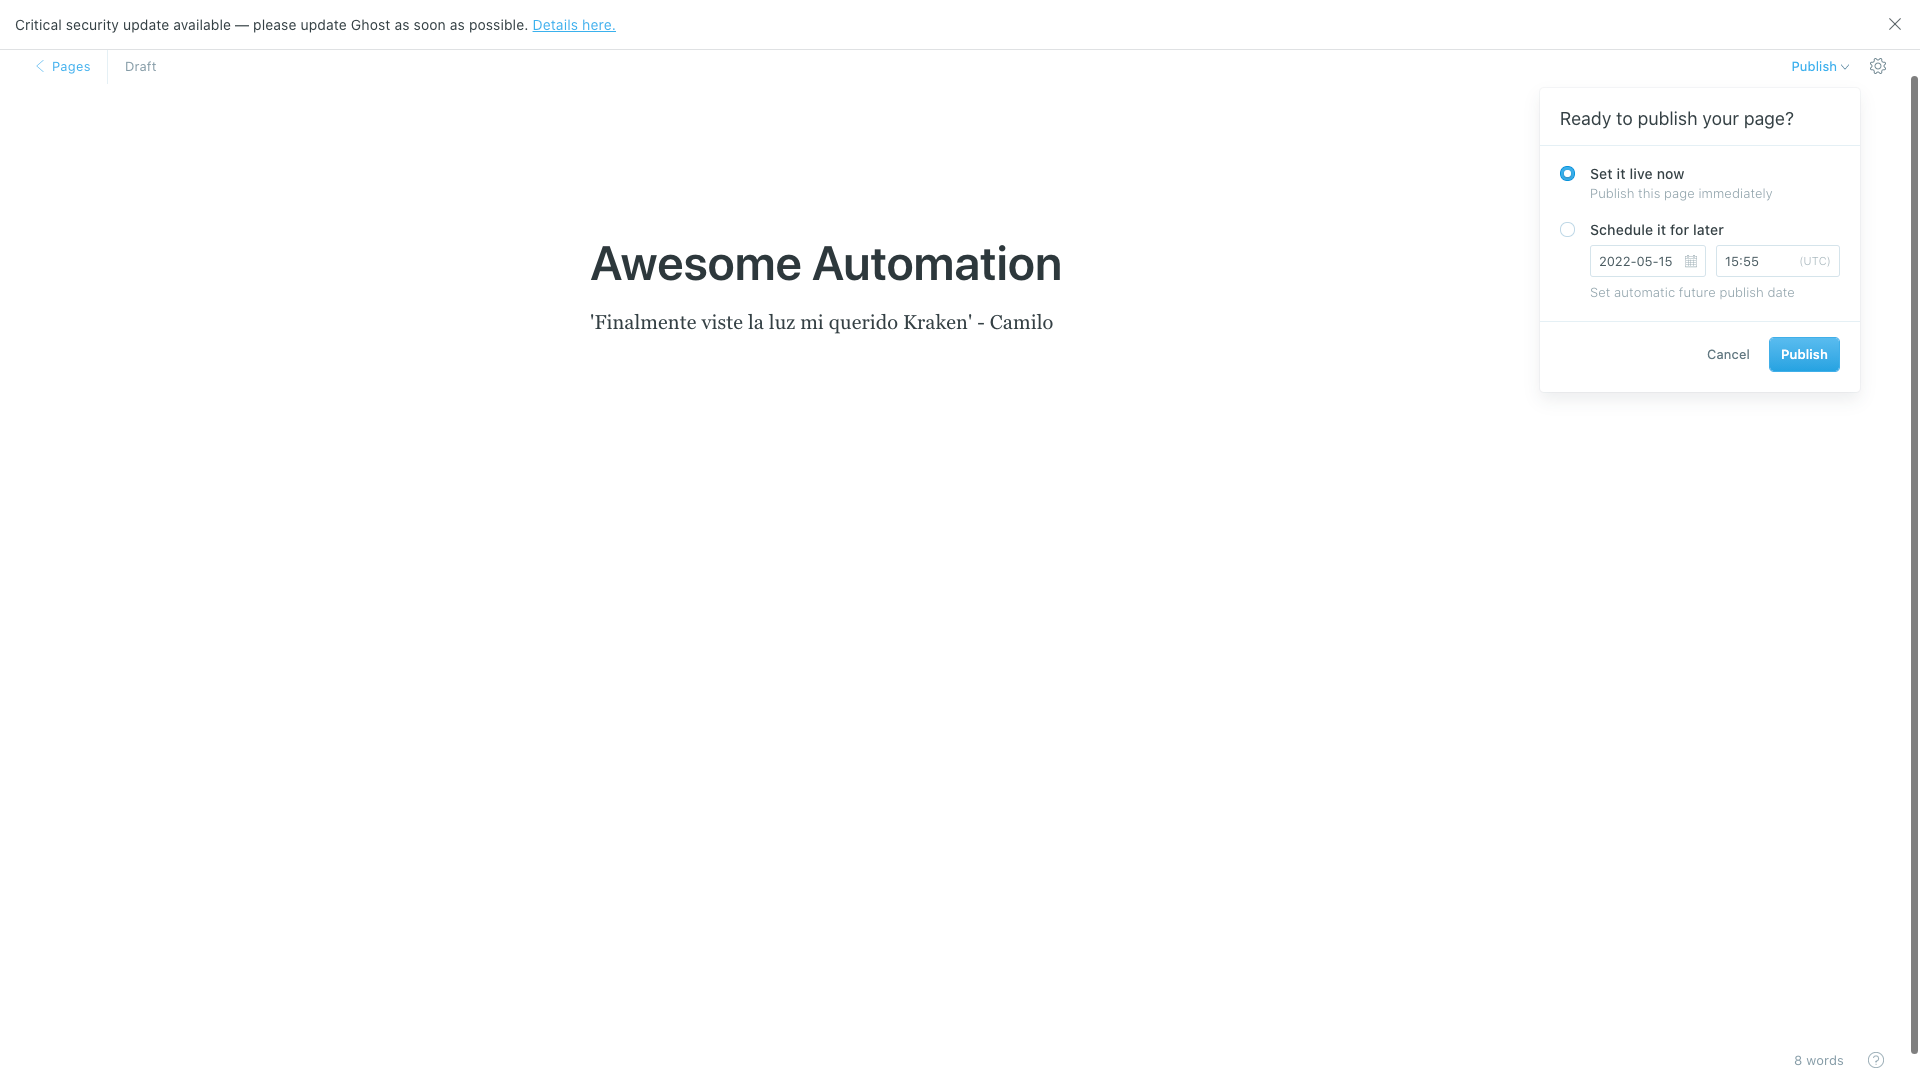 Critical security update available — please update Ghost as soon as possible. Details here.
Pages
Draft
Publish
Ready to publish your page?
Set it live now
Publish this page immediately
Schedule it for later
2022-05-15
15:55
(UTC)
Set automatic future publish date
Cancel
Publish
Awesome Automation
'Finalmente viste la luz mi querido Kraken' - Camilo
8 words
?